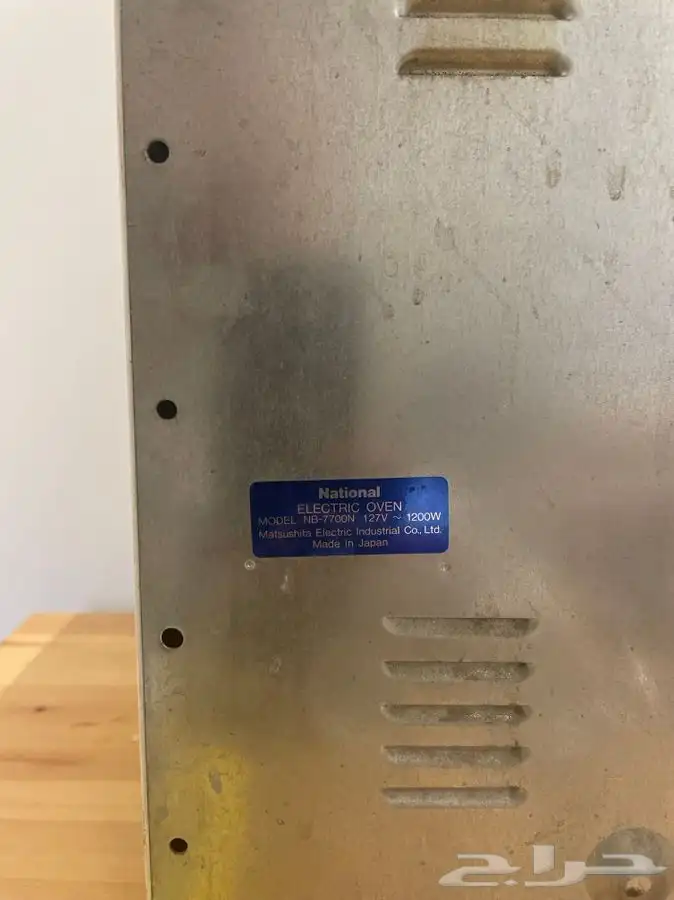 National
ELECTRIC OVEN
MODEL NB-7700N 127V ~ 1200W
Matsushita Electric Industrial Co., Ltd.
Made in Japan
حراج